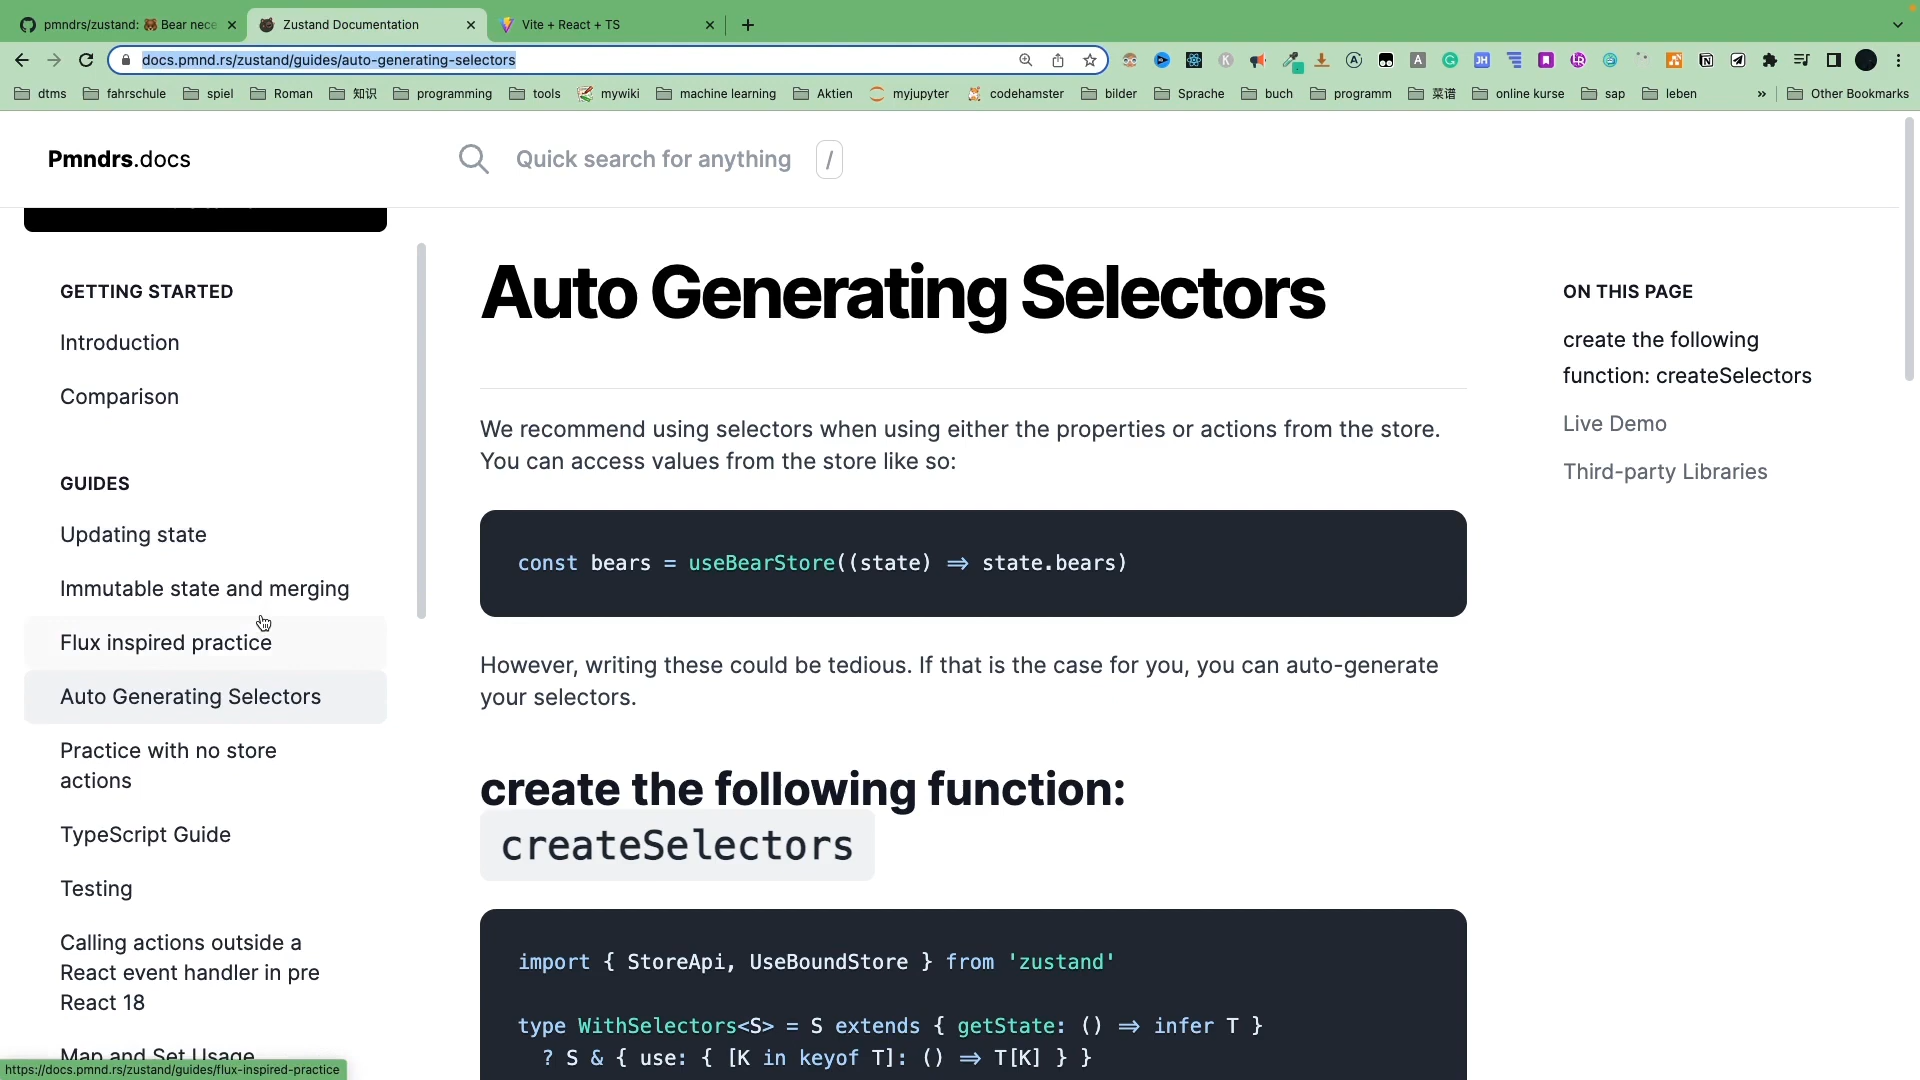 pmndrs/zustand: 🐻 Bear nece
Zustand Documentation
Vite + React + TS
docs.pmnd.rs/zustand/guides/auto-generating-selectors
dtms
fahrschule
spiel
Roman
知识
programming
tools
mywiki
machine learning
Aktien
myjupyter
codehamster
bilder
Sprache
buch
programm
菜谱
online kurse
sap
leben
»
Other Bookmarks
Pmndrs.docs
Quick search for anything
/
GETTING STARTED
Introduction
Comparison
GUIDES
Updating state
Immutable state and merging
Flux inspired practice
Auto Generating Selectors
Practice with no store
actions
TypeScript Guide
Testing
Calling actions outside a
React event handler in pre
React 18
Map and Set Usage
https://docs.pmnd.rs/zustand/guides/flux-inspired-practice
Auto Generating Selectors
We recommend using selectors when using either the properties or actions from the store.
You can access values from the store like so:
const bears = useBearStore((state) => state.bears)
However, writing these could be tedious. If that is the case for you, you can auto-generate
your selectors.
create the following function:
createSelectors
import { StoreApi, UseBoundStore } from 'zustand'
type WithSelectors<S> = S extends { getState: () => infer T }
? S & { use: { [K in keyof T]: () => T[K] } }
ON THIS PAGE
create the following
function: createSelectors
Live Demo
Third-party Libraries